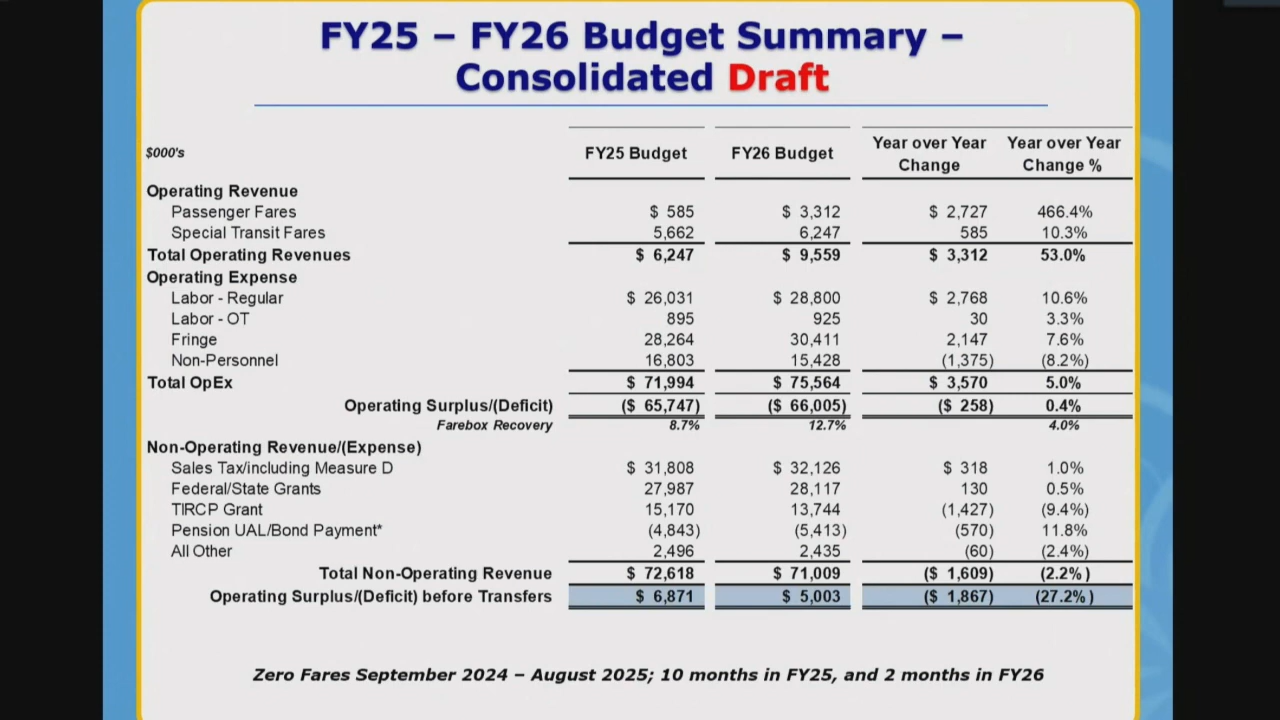 FY25 – FY26 Budget Summary –
Consolidated Draft
$000's FY25 Budget FY26 Budget Year over Year Change Year over Year Change %
Operating Revenue
Passenger Fares $ 585 $ 3,312 $ 2,727 466.4%
Special Transit Fares 5,662 6,247 585 10.3%
Total Operating Revenues $ 6,247 $ 9,559 $ 3,312 53.0%
Operating Expense
Labor - Regular $ 26,031 $ 28,800 $ 2,768 10.6%
Labor - OT 895 925 30 3.3%
Fringe 28,264 30,411 2,147 7.6%
Non-Personnel 16,803 15,428 (1,375) (8.2%)
Total OpEx $ 71,994 $ 75,564 $ 3,570 5.0%
Operating Surplus/(Deficit) ($ 65,747) ($ 66,005) ($ 258) 0.4%
Farebox Recovery 8.7% 12.7% 4.0%
Non-Operating Revenue/(Expense)
Sales Tax/including Measure D $ 31,808 $ 32,126 $ 318 1.0%
Federal/State Grants 27,987 28,117 130 0.5%
TIRCP Grant 15,170 13,744 (1,427) (9.4%)
Pension UAL/Bond Payment* (4,843) (5,413) (570) 11.8%
All Other 2,496 2,435 (60) (2.4%)
Total Non-Operating Revenue $ 72,618 $ 71,009 ($ 1,609) (2.2%)
Operating Surplus/(Deficit) before Transfers $ 6,871 $ 5,003 ($ 1,867) (27.2%)
Zero Fares September 2024 – August 2025; 10 months in FY25, and 2 months in FY26